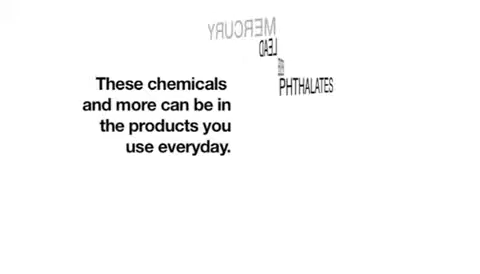 MERCURY
LEAD
PHTHALATES
These chemicals
and more can be in
the products you
use everyday.